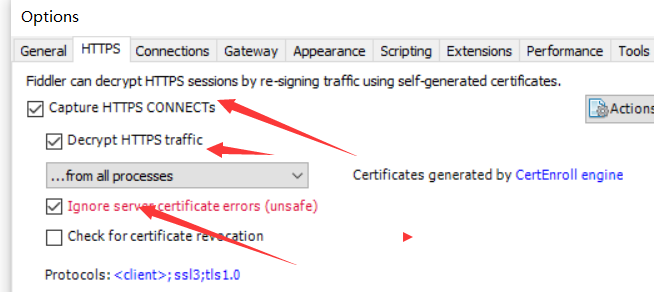 Options
General HTTPS Connections Gateway Appearance Scripting Extensions Performance Tools
Fiddler can decrypt HTTPS sessions by re-signing traffic using self-generated certificates.
Capture HTTPS CONNECTs Actions
Decrypt HTTPS traffic
...from all processes Certificates generated by CertEnroll engine
Ignore server certificate errors (unsafe)
Check for certificate revocation
Protocols: <client>;ssl3;tls1.0